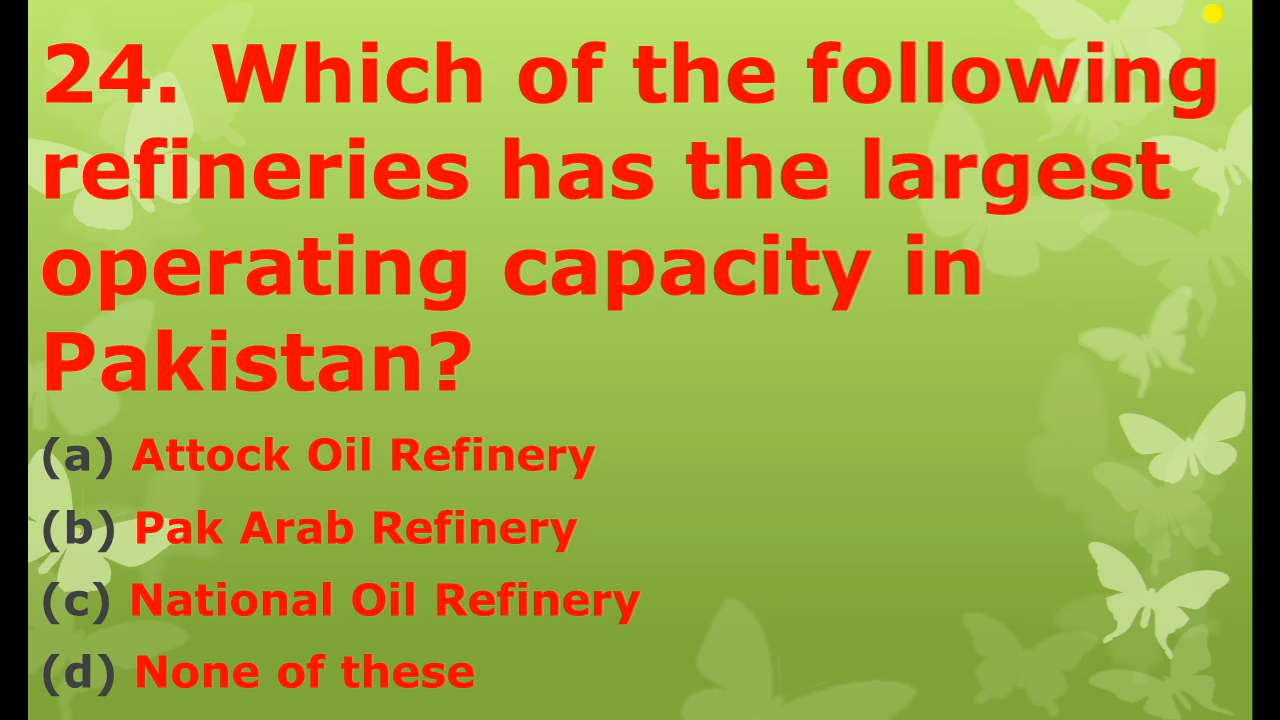 24. Which of the following
refineries has the largest
operating capacity in
Pakistan?
(a) Attock Oil Refinery
(b) Pak Arab Refinery
(c) National Oil Refinery
(d) None of these